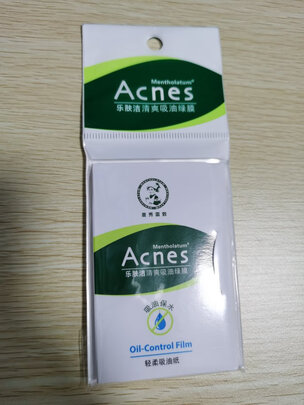 Mentholatum®
Acnes
乐肤洁清爽吸油绿膜
曼秀雷敦
Mentholatum®
Acnes
乐肤洁清爽吸油绿膜
吸油保水
Oil-Control Film
轻柔吸油纸